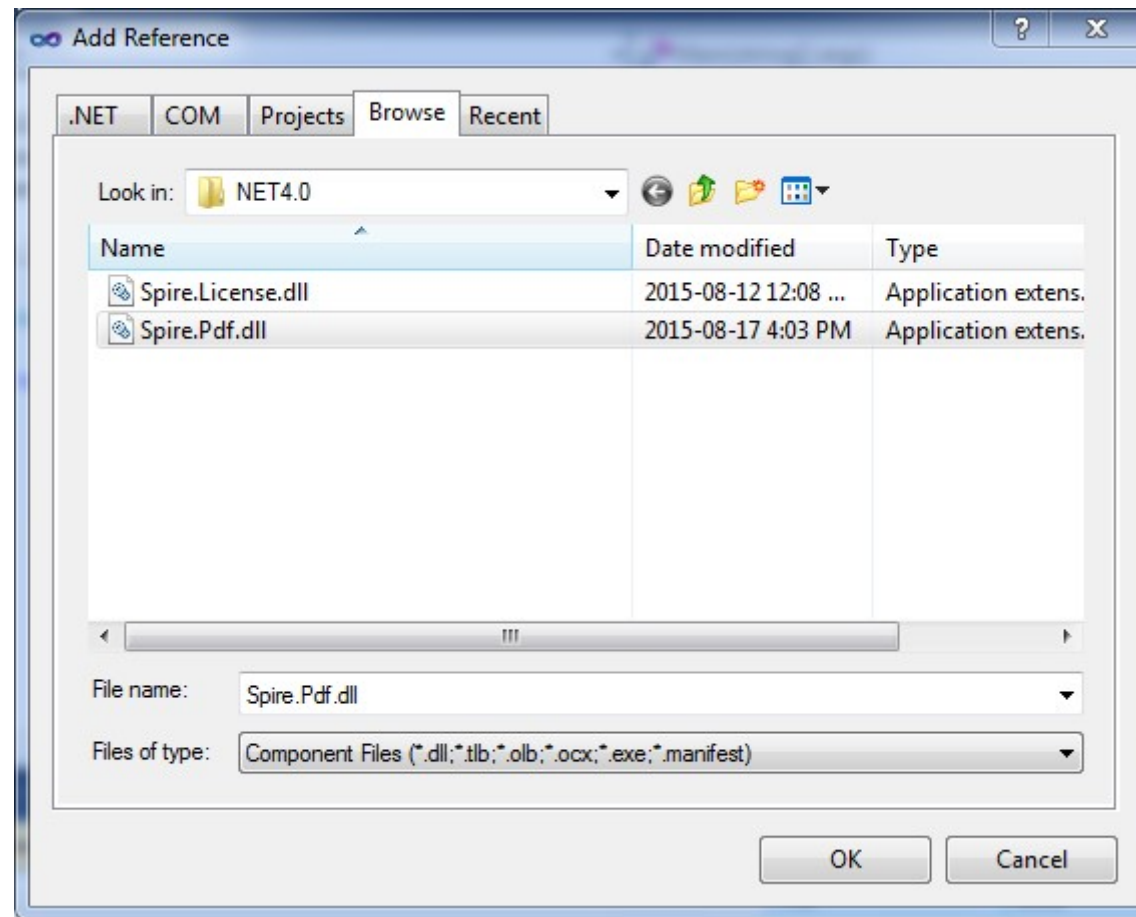 Add Reference
.NET COM Projects Browse Recent
Look in: NET4.0
Name Date modified Type
Spire.License.dll 2015-08-12 12:08 ... Application extens.
Spire.Pdf.dll 2015-08-17 4:03 PM Application extens.
File name: Spire.Pdf.dll
Files of type: Component Files (*.dll;*.tlb;*.olb;*.ocx;*.exe;*.manifest)
OK Cancel